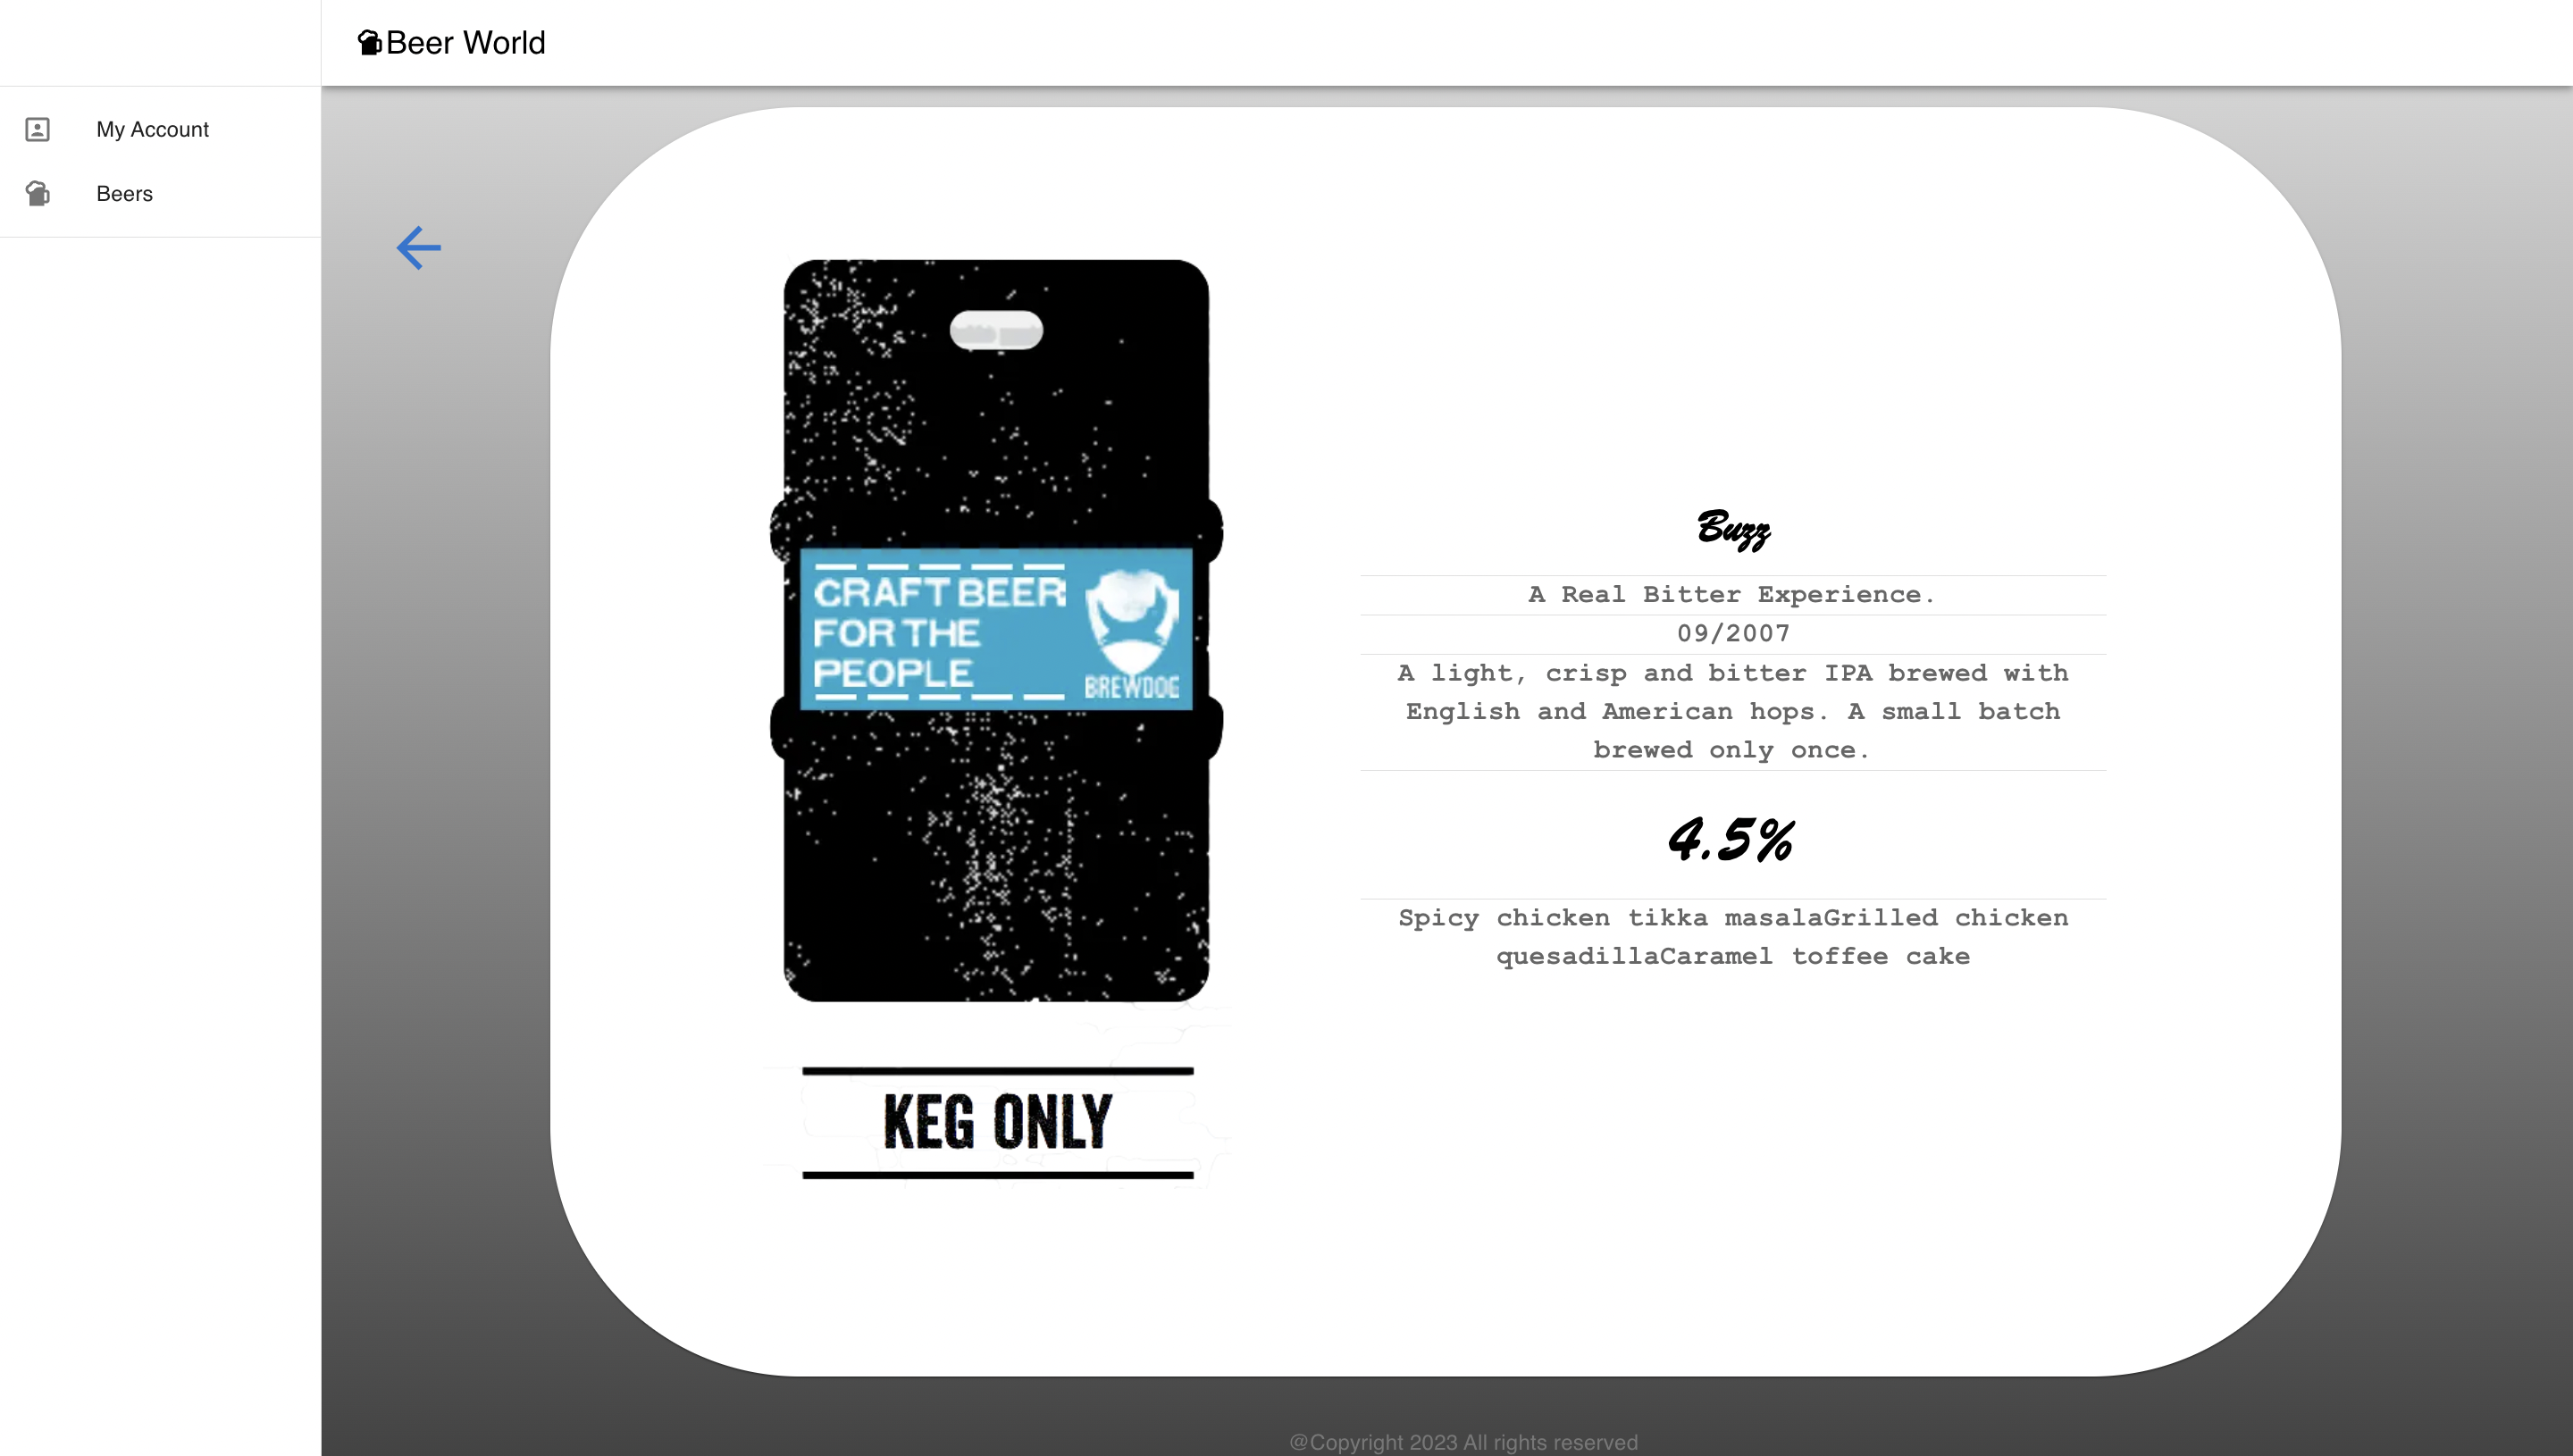 Beer World
My Account
Beers
CRAFT BEER
FOR THE
PEOPLE
BREWDOG
KEG ONLY
Buzz
A Real Bitter Experience.
09/2007
A light, crisp and bitter IPA brewed with
English and American hops. A small batch
brewed only once.
4.5%
Spicy chicken tikka masalaGrilled chicken
quesadillaCaramel toffee cake
@Copyright 2023 All rights reserved